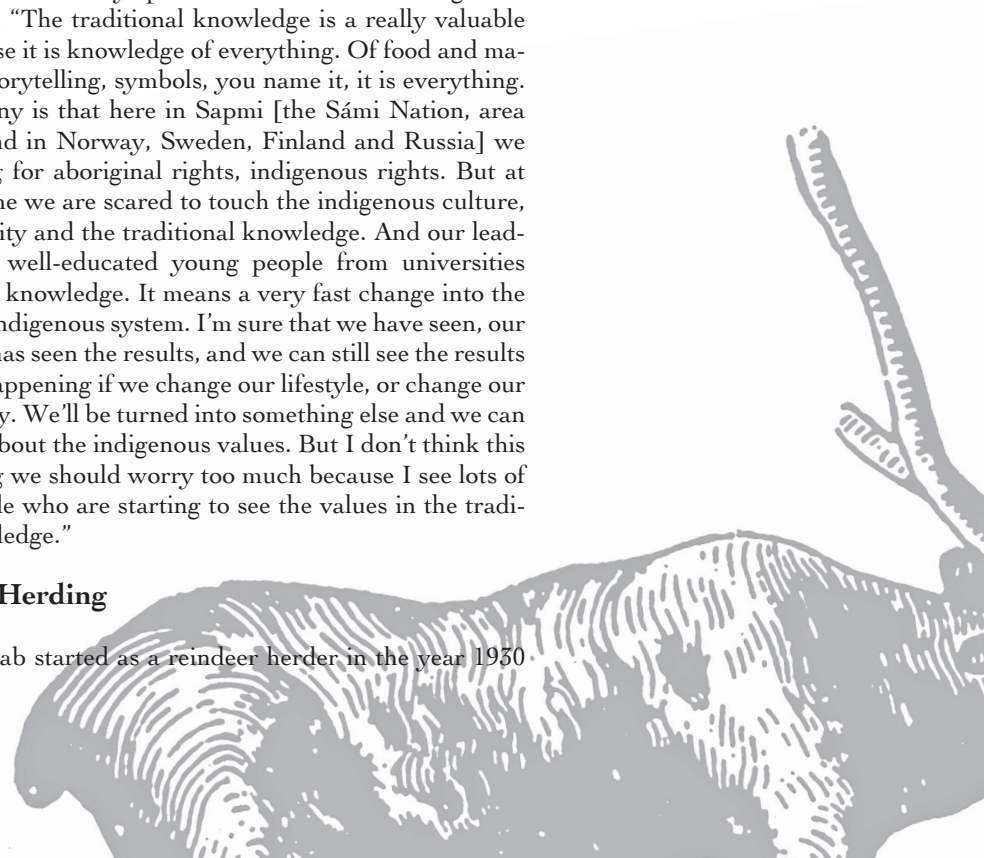 “The traditional knowledge is a really valuable
se it is knowledge of everything. Of food and ma-
orytelling, symbols, you name it, it is everything.
ny is that here in Sapmi [the Sámi Nation, area
nd in Norway, Sweden, Finland and Russia] we
g for aboriginal rights, indigenous rights. But at
ne we are scared to touch the indigenous culture,
ity and the traditional knowledge. And our lead-
well-educated young people from universities
knowledge. It means a very fast change into the
ndigenous system. I’m sure that we have seen, our
as seen the results, and we can still see the results
appening if we change our lifestyle, or change our
y. We’ll be turned into something else and we can
bout the indigenous values. But I don’t think this
g we should worry too much because I see lots of
le who are starting to see the values in the tradi-
ledge.”
Herding
ab started as a reindeer herder in the year 1930